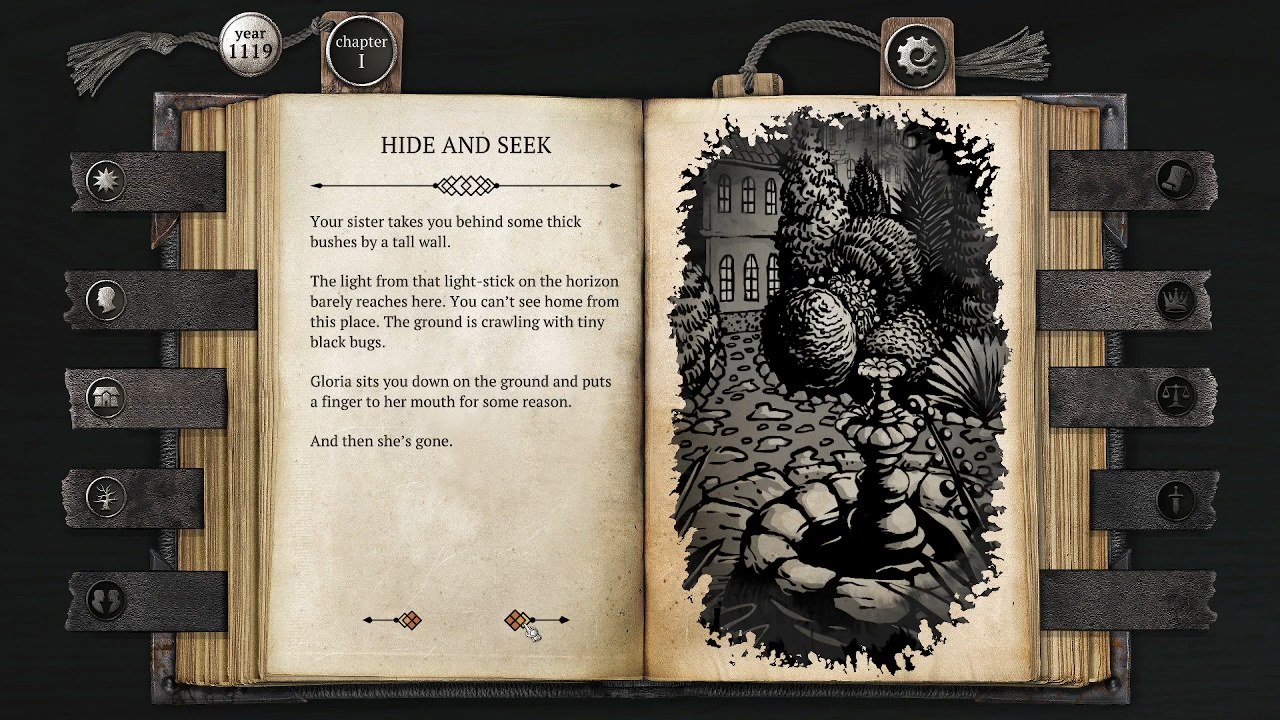 year
1119
chapter
I
HIDE AND SEEK
Your sister takes you behind some thick
bushes by a tall wall.
The light from that light-stick on the horizon
barely reaches here. You can’t see home from
this place. The ground is crawling with tiny
black bugs.
Gloria sits you down on the ground and puts
a finger to her mouth for some reason.
And then she’s gone.